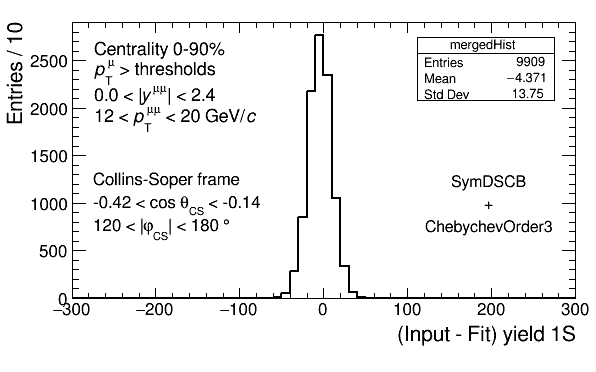 Entries / 10
2500
2000
1500
1000
500
0
−300 −200 −100 0 100 200 300
(Input - Fit) yield 1S
Centrality 0-90%
p_T^μ > thresholds
0.0 < |y^μμ| < 2.4
12 < p_T^μμ < 20 GeV/c
Collins-Soper frame
-0.42 < cos θ_CS < -0.14
120 < |φ_CS| < 180 °
mergedHist
Entries 9909
Mean −4.371
Std Dev 13.75
SymDSCB
+
ChebychevOrder3